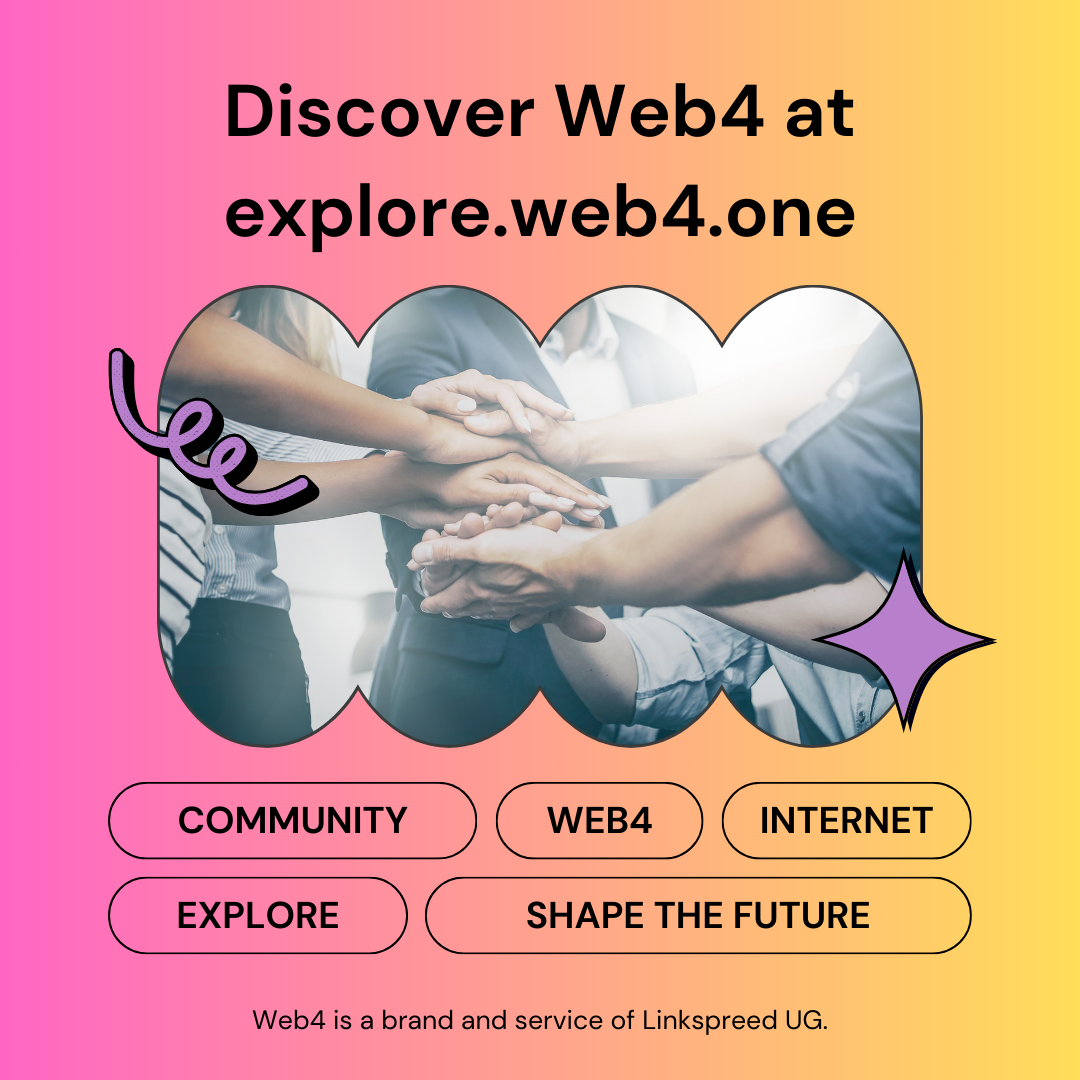 Discover Web4 at
explore.web4.one
COMMUNITY
WEB4
INTERNET
EXPLORE
SHAPE THE FUTURE
Web4 is a brand and service of Linkspreed UG.